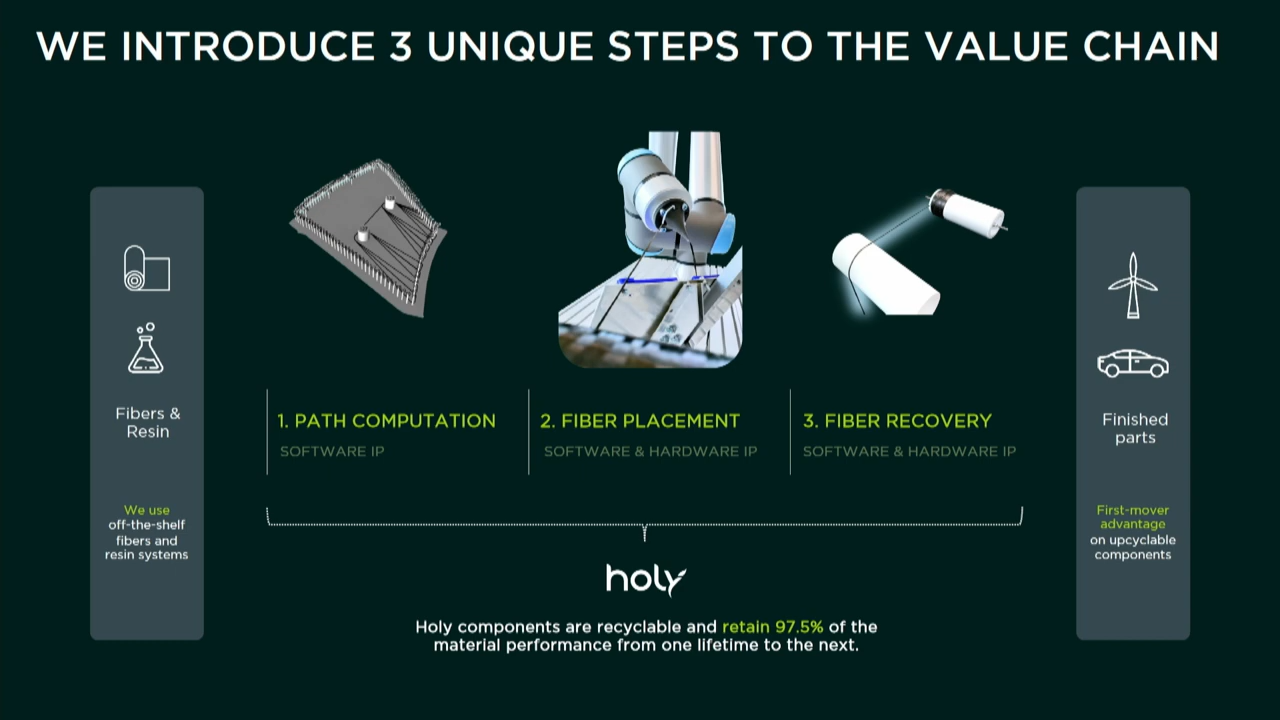 WE INTRODUCE 3 UNIQUE STEPS TO THE VALUE CHAIN
Fibers &
Resin
We use
off-the-shelf
fibers and
resin systems
1. PATH COMPUTATION
SOFTWARE IP
2. FIBER PLACEMENT
SOFTWARE & HARDWARE IP
3. FIBER RECOVERY
SOFTWARE & HARDWARE IP
holy
Holy components are recyclable and retain 97.5% of the
material performance from one lifetime to the next.
Finished
parts
First-mover
advantage
on upcyclable
components